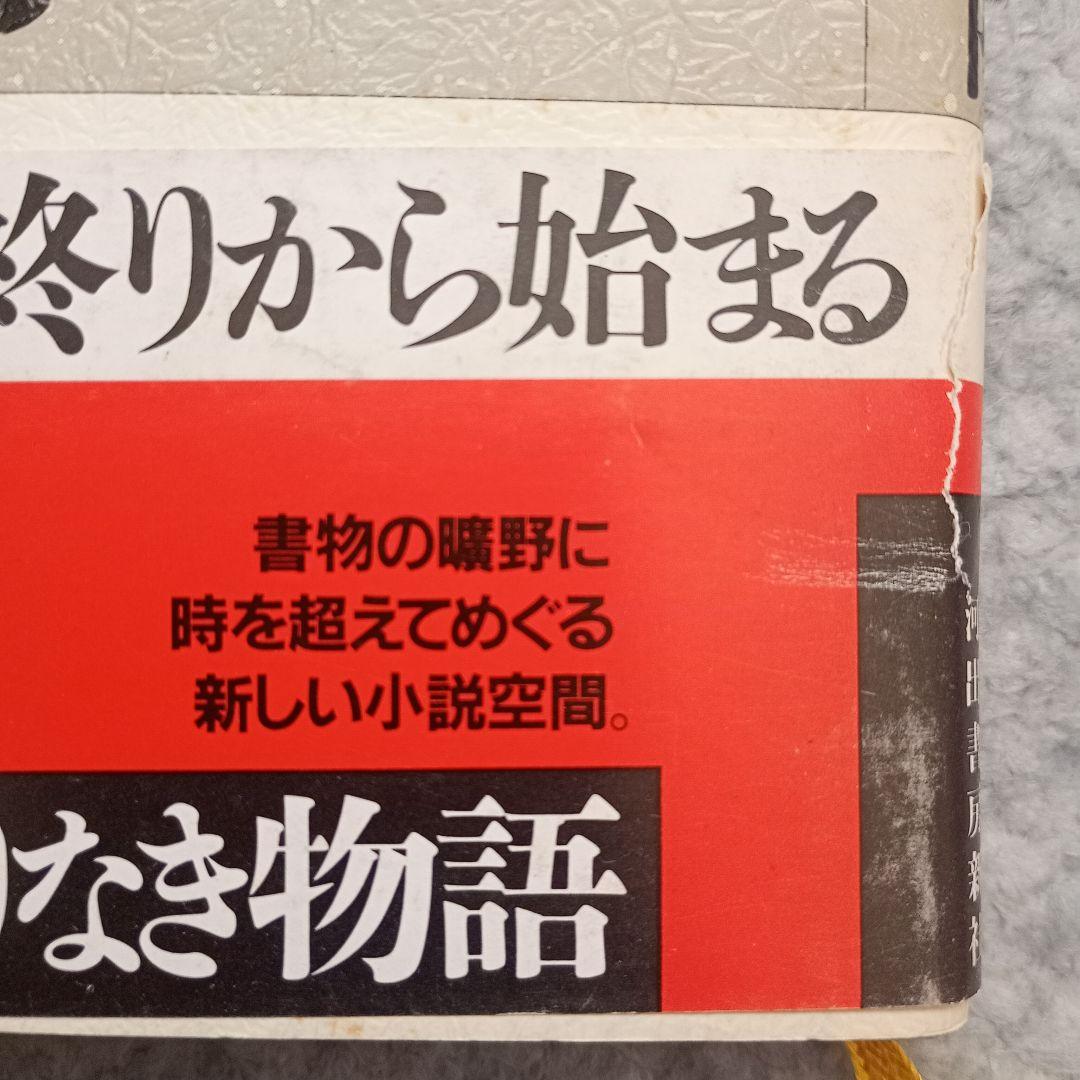 終りから始まる
書物の曠野に
時を超えてめぐる
新しい小説空間。
りなき物語
河出書房新社